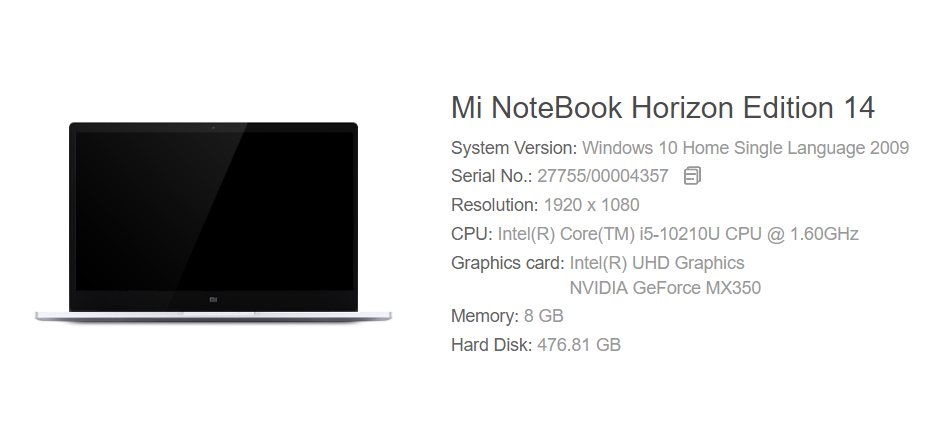 Mi NoteBook Horizon Edition 14
System Version: Windows 10 Home Single Language 2009
Serial No.: 27755/00004357
Resolution: 1920 x 1080
CPU: Intel(R) Core(TM) i5-10210U CPU @ 1.60GHz
Graphics card: Intel(R) UHD Graphics
NVIDIA GeForce MX350
Memory: 8 GB
Hard Disk: 476.81 GB
mi